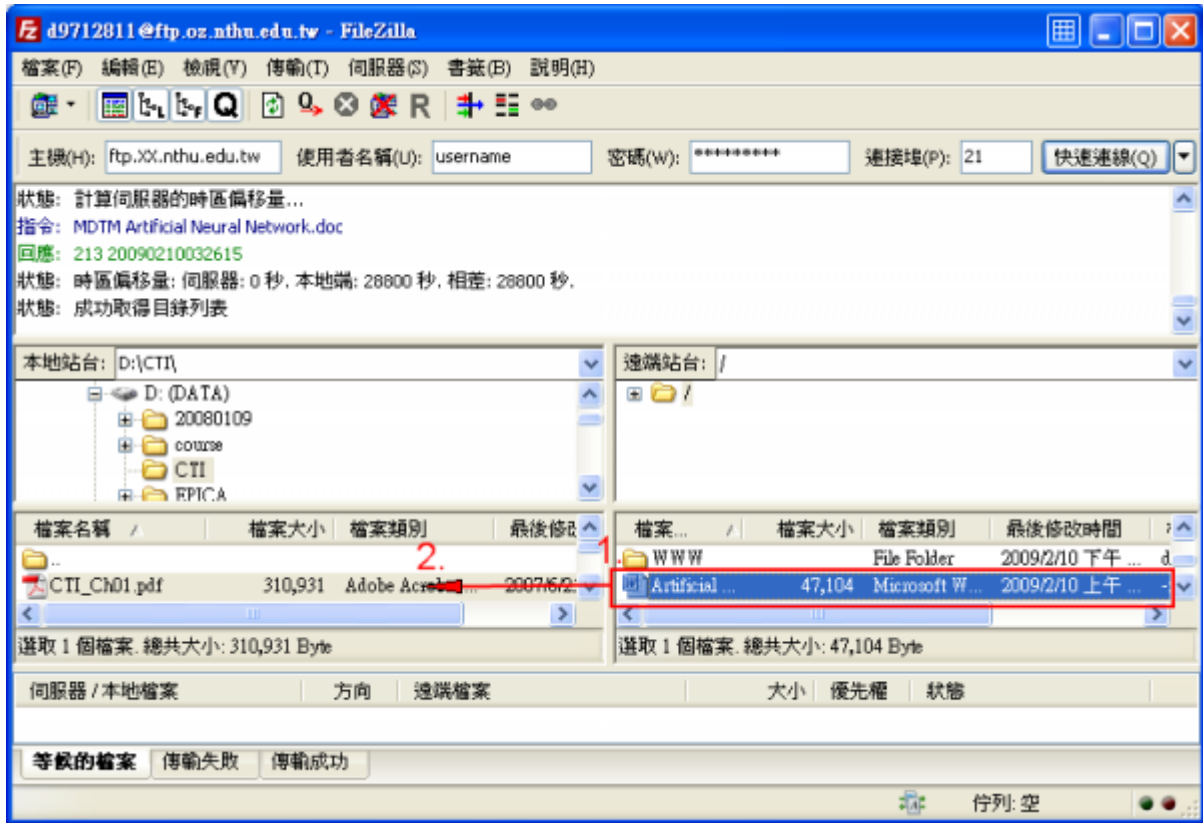 d9712811@ftp.oz.nthu.edu.tw - FileZilla
檔案(F) 編輯(E) 檢視(V) 傳輸(T) 伺服器(S) 書籤(B) 說明(H)
主機(H): ftp.XX.nthu.edu.tw 使用者名稱(U): username 密碼(W): ********* 連接埠(P): 21 快速連線(Q)
狀態: 計算伺服器的時區偏移量...
指令: MDTM Artificial Neural Network.doc
回應: 213 20090210032615
狀態: 時區偏移量: 伺服器: 0 秒. 本地端: 28800 秒. 相差: 28800 秒.
狀態: 成功取得目錄列表
本地站台: D:\CTI\ 遠端站台: /
D: (DATA) /
20080109
course
CTI
EPICA
檔案名稱 / 檔案大小 檔案類別 最後修改 檔案... / 檔案大小 檔案類別 最後修改時間
.. 2. 1. WWW File Folder 2009/2/10 下午 ... d...
CTI_Ch01.pdf 310,931 Adobe Acrobat... 2007/6/2 Artificial ... 47,104 Microsoft W... 2009/2/10 上午 ...
選取 1 個檔案. 總共大小: 310,931 Byte 選取 1 個檔案. 總共大小: 47,104 Byte
伺服器 / 本地檔案 方向 遠端檔案 大小 優先權 狀態
等候的檔案 傳輸失敗 傳輸成功
佇列: 空